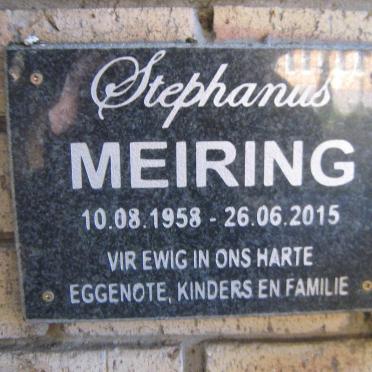 Stephanus
MEIRING
10.08.1958 - 26.06.2015
VIR EWIG IN ONS HARTE
EGGENOTE, KINDERS EN FAMILIE